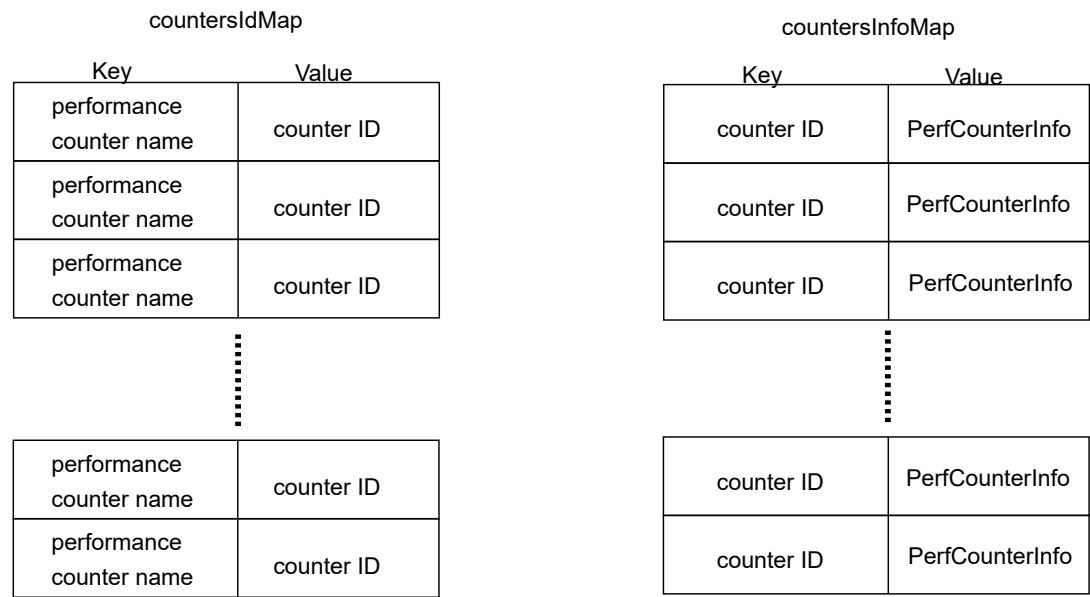 countersIdMap
Key Value
performance
counter name
counter ID
performance
counter name
counter ID
performance
counter name
counter ID
performance
counter name
counter ID
performance
counter name
counter ID
countersInfoMap
Key Value
counter ID PerfCounterInfo
counter ID PerfCounterInfo
counter ID PerfCounterInfo
counter ID PerfCounterInfo
counter ID PerfCounterInfo